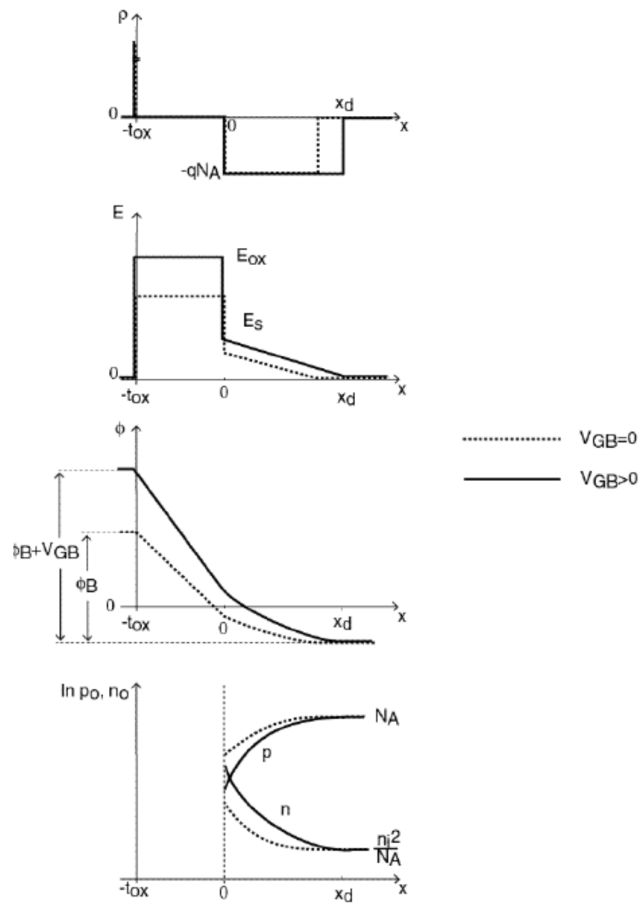 ρ
0
-tox
0
xd
x
-qNA
E
Eox
Es
0
-tox
0
xd
x
ϕ
VGB=0
VGB>0
ϕB+VGB
ϕB
0
-tox
0
xd
x
ln po, no
NA
p
n
ni2
NA
-tox
0
xd
x